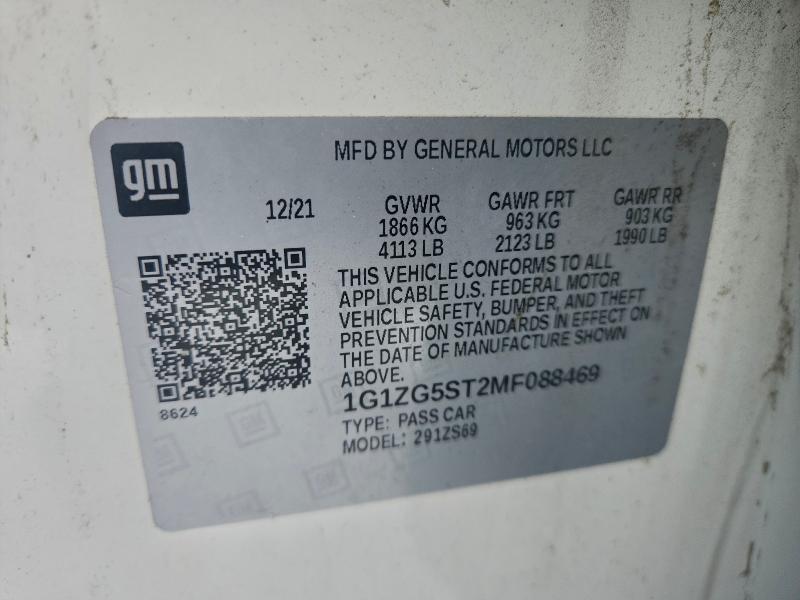 gm
MFD BY GENERAL MOTORS LLC
12/21
GVWR
1866 KG
4113 LB
GAWR FRT
963 KG
2123 LB
GAWR RR
903 KG
1990 LB
THIS VEHICLE CONFORMS TO ALL
APPLICABLE U.S. FEDERAL MOTOR
VEHICLE SAFETY, BUMPER, AND THEFT
PREVENTION STANDARDS IN EFFECT ON
THE DATE OF MANUFACTURE SHOWN
ABOVE.
8624
1G1ZG5ST2MF088469
TYPE: PASS CAR
MODEL: 291ZS69